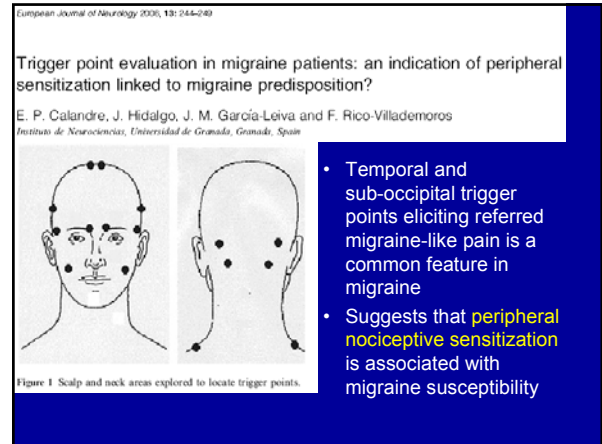 European Journal of Neurology 2006, 13: 244–249
Trigger point evaluation in migraine patients: an indication of peripheral
sensitization linked to migraine predisposition?
E. P. Calandre, J. Hidalgo, J. M. García-Leiva and F. Rico-Villademoros
Instituto de Neurociencias, Universidad de Granada, Granada, Spain
• Temporal and
sub-occipital trigger
points eliciting referred
migraine-like pain is a
common feature in
migraine
• Suggests that peripheral
nociceptive sensitization
is associated with
migraine susceptibility
Figure 1 Scalp and neck areas explored to locate trigger points.